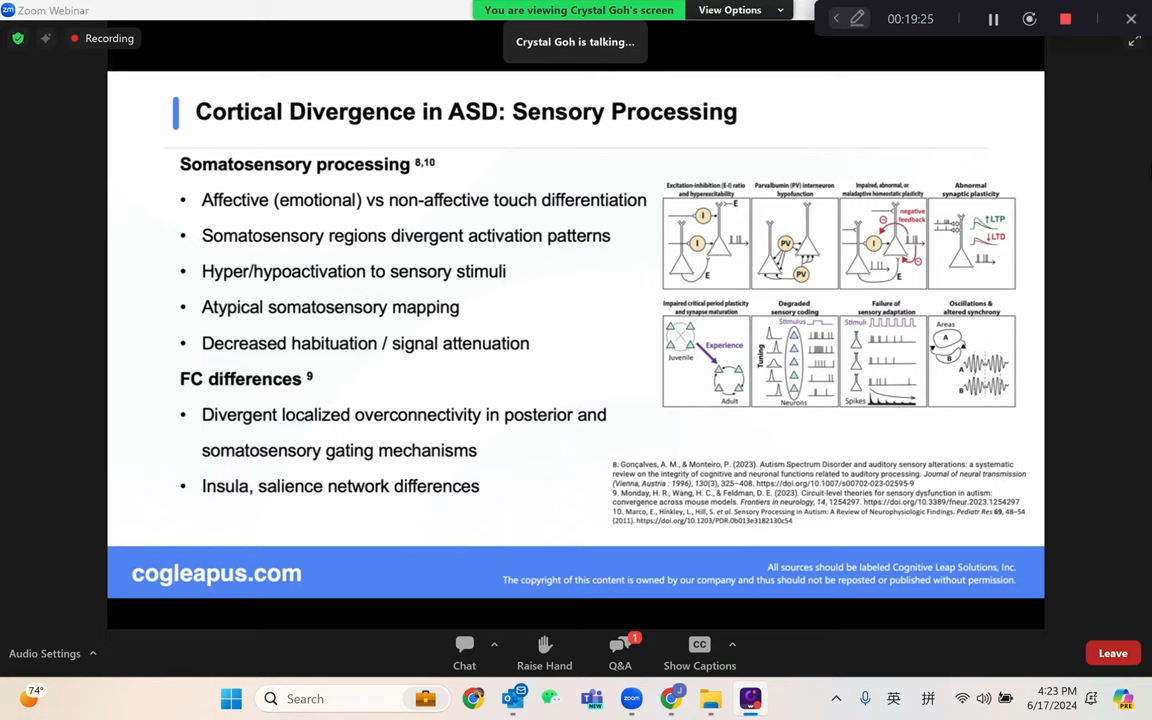 Zoom Webinar
You are viewing Crystal Goh's screen
View Options
00:19:25
Recording
Crystal Goh is talking...
Cortical Divergence in ASD: Sensory Processing
Somatosensory processing 8,10
• Affective (emotional) vs non-affective touch differentiation
• Somatosensory regions divergent activation patterns
• Hyper/hypoactivation to sensory stimuli
• Atypical somatosensory mapping
• Decreased habituation / signal attenuation
FC differences 9
• Divergent localized overconnectivity in posterior and
somatosensory gating mechanisms
• Insula, salience network differences
Excitation-inhibition (E-I) ratio
and hyperexcitability
E
I
I
E
Parvalbumin (PV) interneuron
hypofunction
PV
PV
Impaired, abnormal, or
maladaptive homeostatic plasticity
negative
feedback
I
E
Abnormal
synaptic plasticity
↑LTP
↓LTD
Impaired critical period plasticity
and synapse maturation
Experience
Juvenile
Adult
Degraded
sensory coding
Stimulus
Tuning
Neurons
Failure of
sensory adaptation
Stimuli
Spikes
Oscillations &
altered synchrony
Areas
A
B
A
B
8. Gonçalves, A. M., & Monteiro, P. (2023). Autism Spectrum Disorder and auditory sensory alterations: a systematic
review on the integrity of cognitive and neuronal functions related to auditory processing. Journal of neural transmission
(Vienna, Austria : 1996), 130(3), 325–408. https://doi.org/10.1007/s00702-023-02595-9
9. Monday, H. R., Wang, H. C., & Feldman, D. E. (2023). Circuit-level theories for sensory dysfunction in autism:
convergence across mouse models. Frontiers in neurology, 14, 1254297. https://doi.org/10.3389/fneur.2023.1254297
10. Marco, E., Hinkley, L., Hill, S. et al. Sensory Processing in Autism: A Review of Neurophysiologic Findings. Pediatr Res 69, 48–54
(2011). https://doi.org/10.1203/PDR.0b013e3182130c54
cogleapus.com
All sources should be labeled Cognitive Leap Solutions, Inc.
The copyright of this content is owned by our company and thus should not be reposted or published without permission.
Audio Settings
Chat
Raise Hand
1
Q&A
CC
Show Captions
Leave
74°
Search
NEW
zoom
J
英
拼
4:23 PM
6/17/2024
PRE